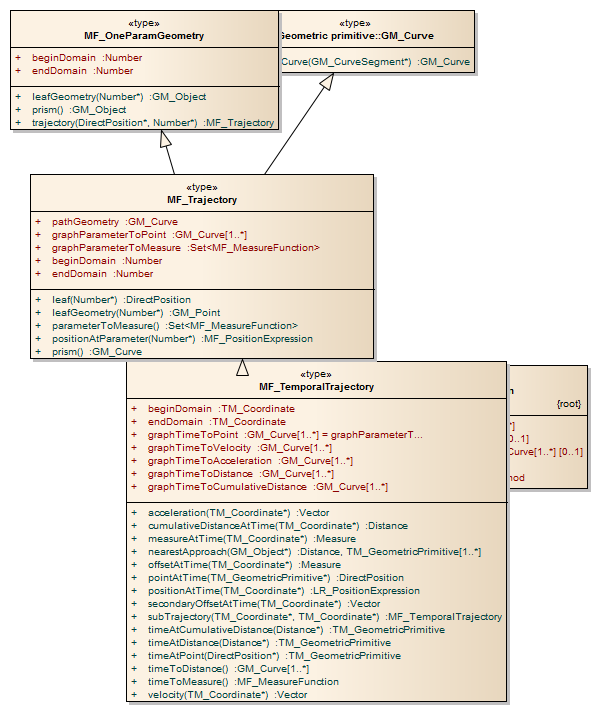 «type»
MF_OneParamGeometry
+ beginDomain :Number
+ endDomain :Number
+ leafGeometry(Number*) :GM_Object
+ prism() :GM_Object
+ trajectory(DirectPosition*, Number*) :MF_Trajectory
«type»
Geometric primitive::GM_Curve
Curve(GM_CurveSegment*) :GM_Curve
«type»
MF_Trajectory
+ pathGeometry :GM_Curve
+ graphParameterToPoint :GM_Curve[1..*]
+ graphParameterToMeasure :Set<MF_MeasureFunction>
+ beginDomain :Number
+ endDomain :Number
+ leaf(Number*) :DirectPosition
+ leafGeometry(Number*) :GM_Point
+ parameterToMeasure() :Set<MF_MeasureFunction>
+ positionAtParameter(Number*) :MF_PositionExpression
+ prism() :GM_Curve
«type»
MF_TemporalTrajectory
+ beginDomain :TM_Coordinate
+ endDomain :TM_Coordinate
+ graphTimeToPoint :GM_Curve[1..*] = graphParameterT...
+ graphTimeToVelocity :GM_Curve[1..*]
+ graphTimeToAcceleration :GM_Curve[1..*]
+ graphTimeToDistance :GM_Curve[1..*]
+ graphTimeToCumulativeDistance :GM_Curve[1..*]
+ acceleration(TM_Coordinate*) :Vector
+ cumulativeDistanceAtTime(TM_Coordinate*) :Distance
+ measureAtTime(TM_Coordinate*) :Measure
+ nearestApproach(GM_Object*) :Distance, TM_GeometricPrimitive[1..*]
+ offsetAtTime(TM_Coordinate*) :Measure
+ pointAtTime(TM_GeometricPrimitive*) :DirectPosition
+ positionAtTime(TM_Coordinate*) :LR_PositionExpression
+ secondaryOffsetAtTime(TM_Coordinate*) :Vector
+ subTrajectory(TM_Coordinate*, TM_Coordinate*) :MF_TemporalTrajectory
+ timeAtCumulativeDistance(Distance*) :TM_GeometricPrimitive
+ timeAtDistance(Distance*) :TM_GeometricPrimitive
+ timeAtPoint(DirectPosition*) :TM_GeometricPrimitive
+ timeToDistance() :GM_Curve[1..*]
+ timeToMeasure() :MF_MeasureFunction
+ velocity(TM_Coordinate*) :Vector
n
{root}
*]
0..1]
Curve[1..*] [0..1]
nod